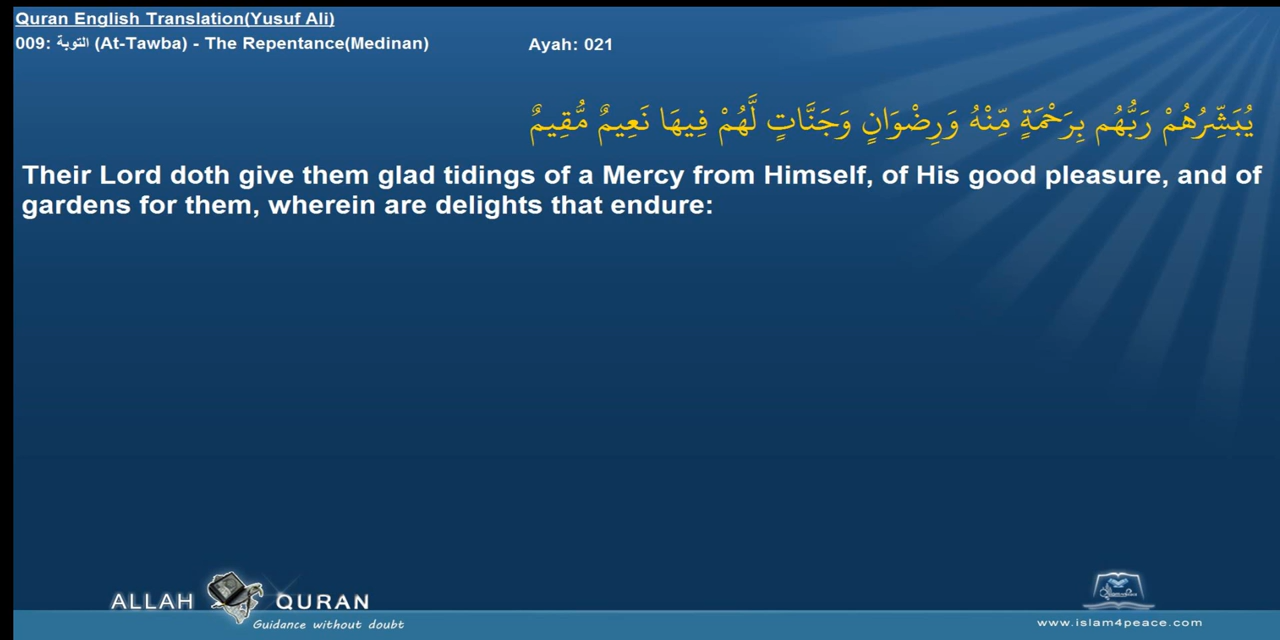 Quran English Translation(Yusuf Ali)
009: التوبة (At-Tawba) - The Repentance(Medinan) Ayah: 021
يُبَشِّرُهُمْ رَبُّهُم بِرَحْمَةٍ مِّنْهُ وَرِضْوَانٍ وَجَنَّاتٍ لَّهُمْ فِيهَا نَعِيمٌ مُّقِيمٌ
Their Lord doth give them glad tidings of a Mercy from Himself, of His good pleasure, and of
gardens for them, wherein are delights that endure:
ALLAH QURAN
Guidance without doubt
www.islam4peace.com